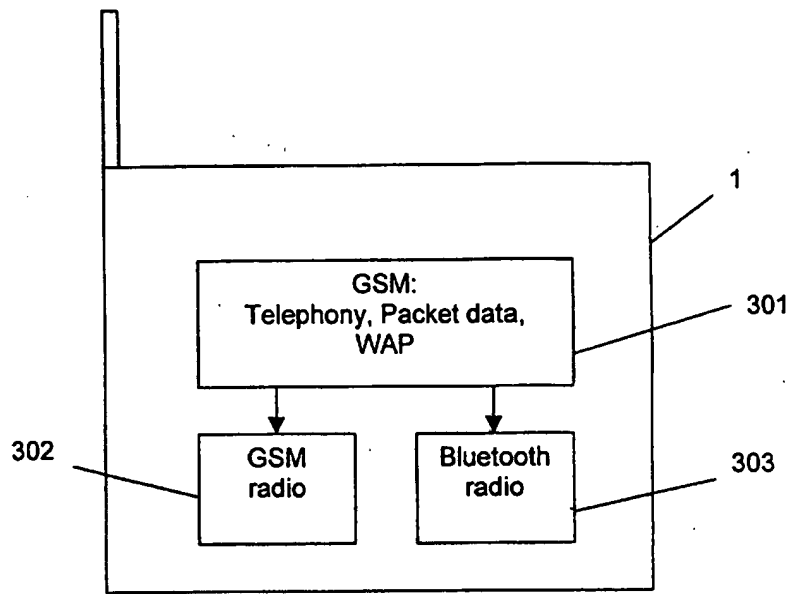 1
GSM:
Telephony, Packet data,
WAP
301
302
GSM
radio
Bluetooth
radio
303